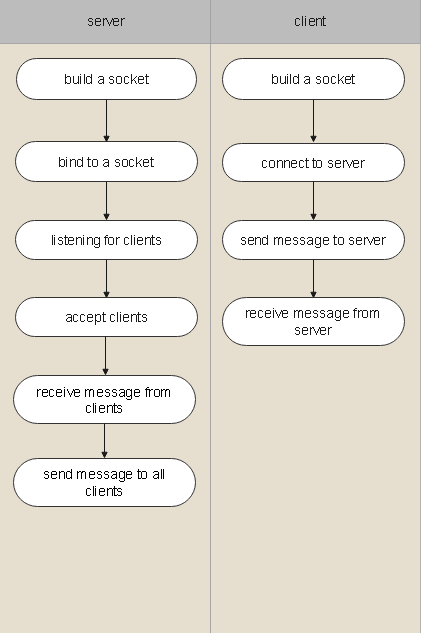 server
client
build a socket
bind to a socket
listening for clients
accept clients
receive message from
clients
send message to all
clients
build a socket
connect to server
send message to server
receive message from
server